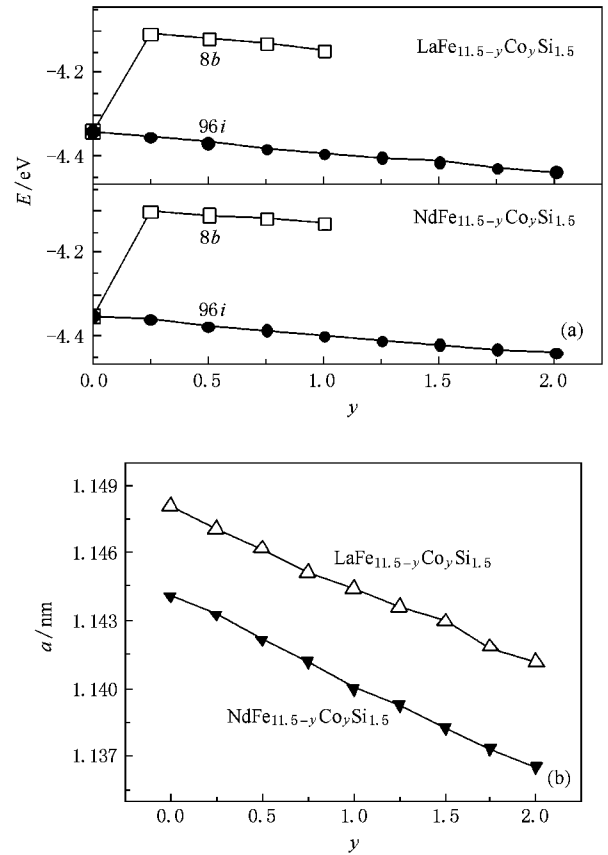 LaFe11.5−yCoySi1.5
−4.2
8b
96i
−4.4
E/eV
NdFe11.5−yCoySi1.5
−4.2
8b
96i
−4.4
(a)
0.0 0.5 1.0 1.5 2.0
y
1.149
1.146
LaFe11.5−yCoySi1.5
1.143
a/nm
1.140
NdFe11.5−yCoySi1.5
1.137
(b)
0.0 0.5 1.0 1.5 2.0
y